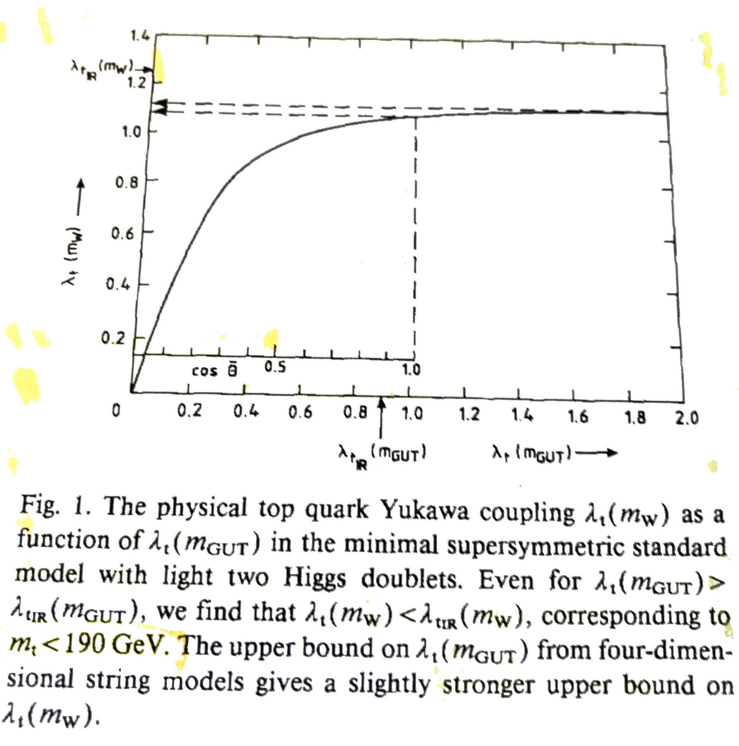 1.4
λtIR (mW)
1.2
1.0
0.8
0.6
0.4
0.2
λt (mW)
cos θ̄ 0.5 1.0
0 0.2 0.4 0.6 0.8 1.0 1.2 1.4 1.6 1.8 2.0
λtIR (mGUT) λt (mGUT)
Fig. 1. The physical top quark Yukawa coupling λt(mW) as a
function of λt(mGUT) in the minimal supersymmetric standard
model with light two Higgs doublets. Even for λt(mGUT)>
λtIR(mGUT), we find that λt(mW)<λtIR(mW), corresponding to
mt<190 GeV. The upper bound on λt(mGUT) from four-dimen-
sional string models gives a slightly stronger upper bound on
λt(mW).